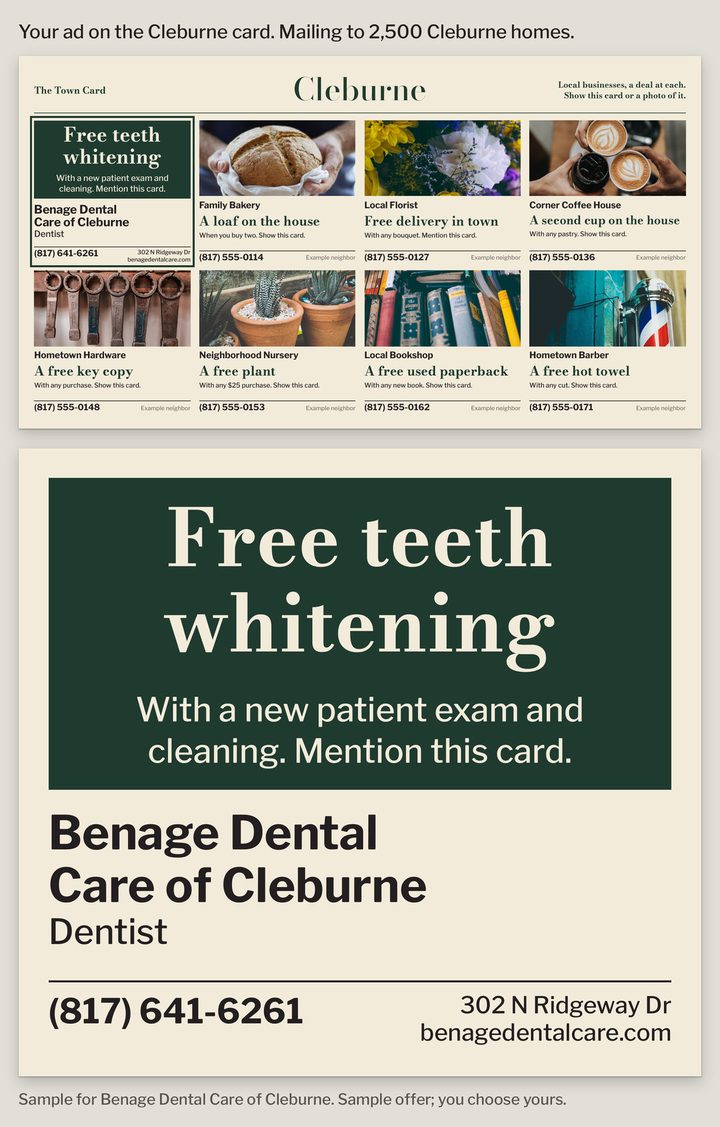 Your ad on the Cleburne card. Mailing to 2,500 Cleburne homes.
The Town Card
Cleburne
Local businesses, a deal at each.
Show this card or a photo of it.
Free teeth
whitening
With a new patient exam and
cleaning. Mention this card.
Benage Dental
Care of Cleburne
Dentist
(817) 641-6261
302 N Ridgeway Dr
benagedentalcare.com
Family Bakery
A loaf on the house
When you buy two. Show this card.
(817) 555-0114
Example neighbor
Local Florist
Free delivery in town
With any bouquet. Mention this card.
(817) 555-0127
Example neighbor
Corner Coffee House
A second cup on the house
With any pastry. Show this card.
(817) 555-0136
Example neighbor
Hometown Hardware
A free key copy
With any purchase. Show this card.
(817) 555-0148
Example neighbor
Neighborhood Nursery
A free plant
With any $25 purchase. Show this card.
(817) 555-0153
Example neighbor
Local Bookshop
A free used paperback
With any new book. Show this card.
(817) 555-0162
Example neighbor
Hometown Barber
A free hot towel
With any cut. Show this card.
(817) 555-0171
Example neighbor
Free teeth
whitening
With a new patient exam and
cleaning. Mention this card.
Benage Dental
Care of Cleburne
Dentist
(817) 641-6261
302 N Ridgeway Dr
benagedentalcare.com
Sample for Benage Dental Care of Cleburne. Sample offer; you choose yours.